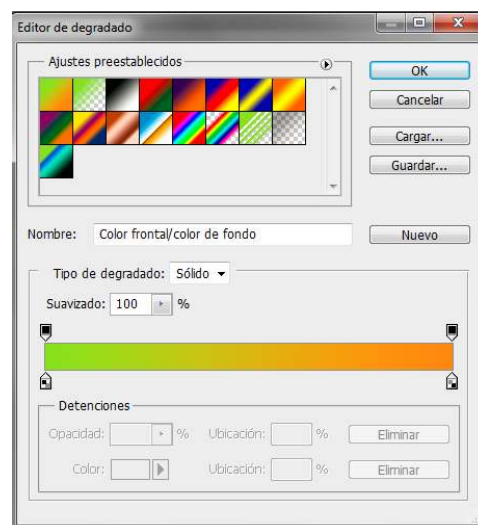 Editor de degradado
Ajustes preestablecidos
OK
Cancelar
Cargar...
Guardar...
Nombre: Color frontal/color de fondo
Nuevo
Tipo de degradado: Sólido
Suavizado: 100 %
Detenciones
Opacidad: % Ubicación: % Eliminar
Color: Ubicación: % Eliminar